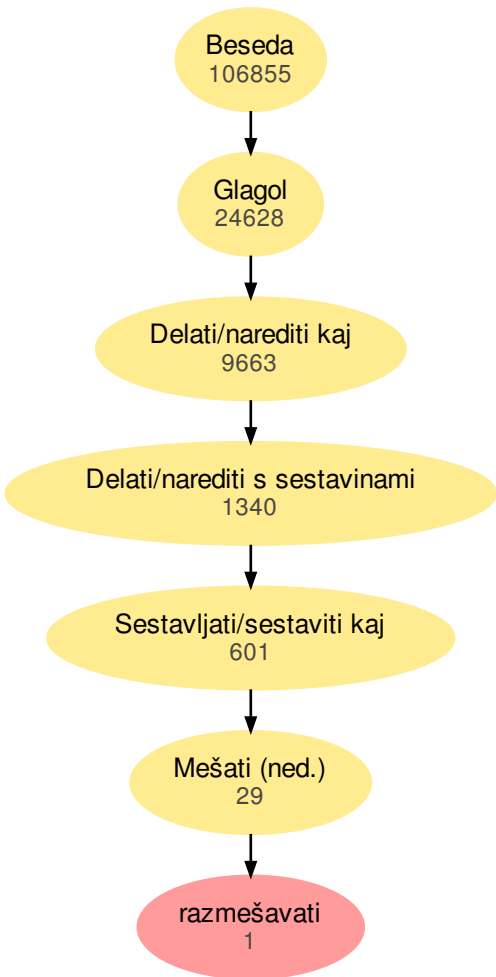 Beseda
106855
Glagol
24628
Delati/narediti kaj
9663
Delati/narediti s sestavinami
1340
Sestavljati/sestaviti kaj
601
Mešati (ned.)
29
razmešavati
1